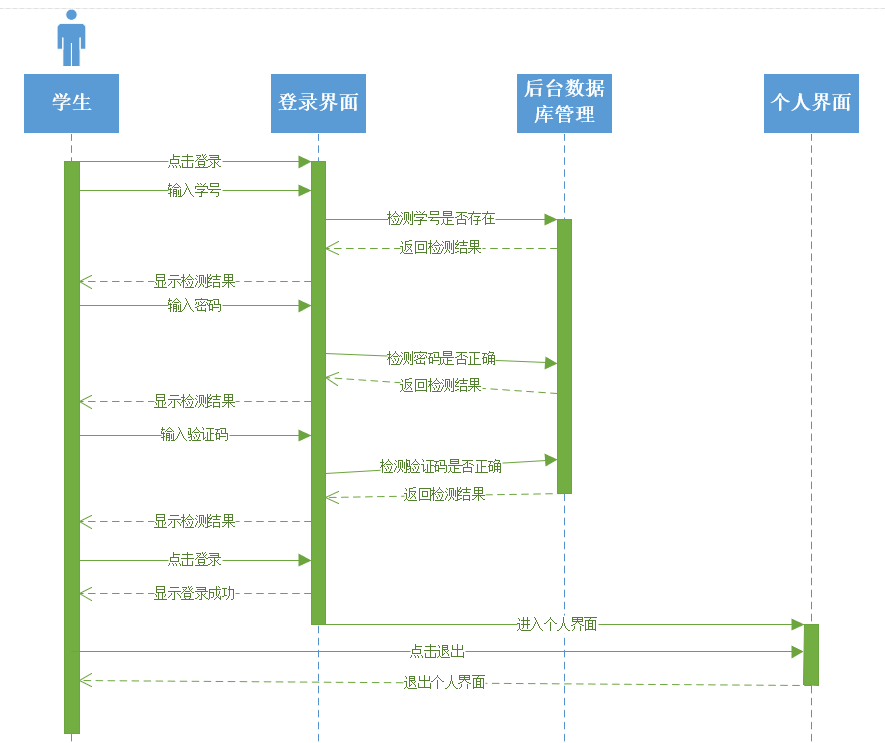 学生
登录界面
后台数据
库管理
个人界面
点击登录
输入学号
检测学号是否存在
返回检测结果
显示检测结果
输入密码
检测密码是否正确
返回检测结果
显示检测结果
输入验证码
检测验证码是否正确
返回检测结果
显示检测结果
点击登录
显示登录成功
进入个人界面
点击退出
退出个人界面